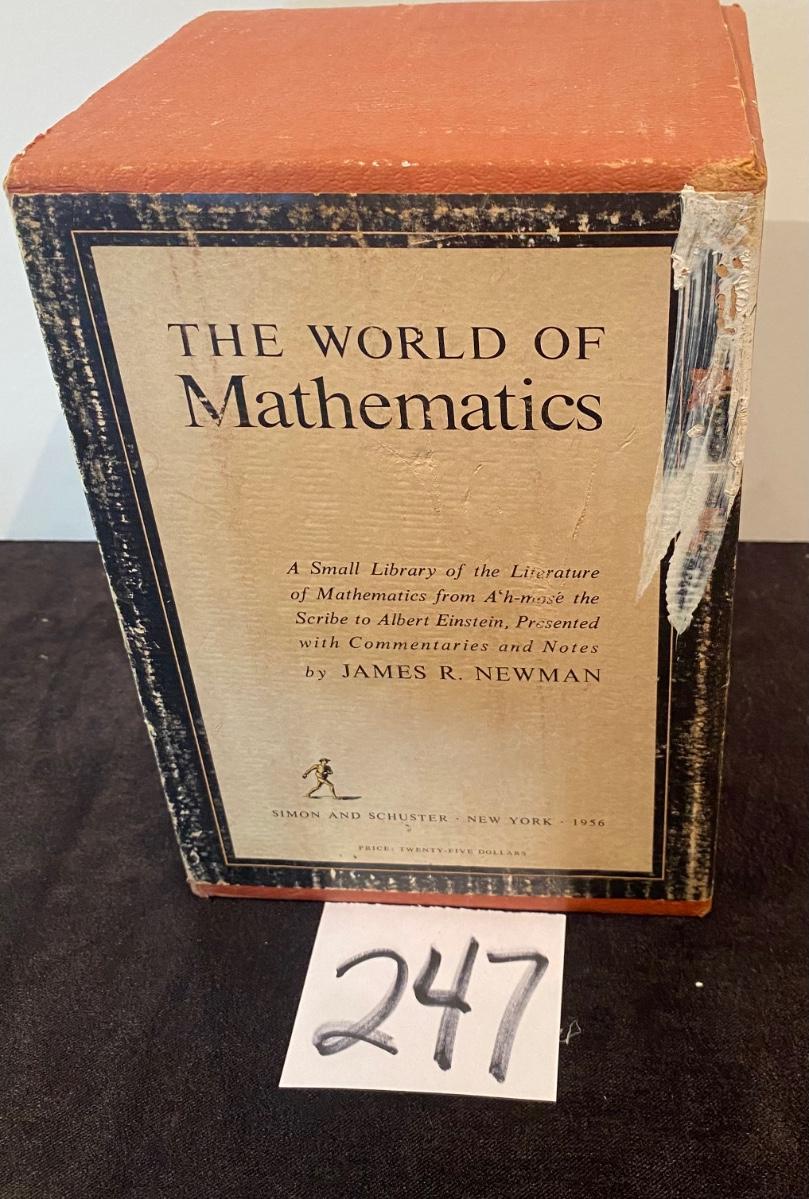 THE WORLD OF
Mathematics
A Small Library of the Literature
of Mathematics from A‘h-mosé the
Scribe to Albert Einstein, Presented
with Commentaries and Notes
by JAMES R. NEWMAN
SIMON AND SCHUSTER · NEW YORK · 1956
PRICE: TWENTY-FIVE DOLLARS
247